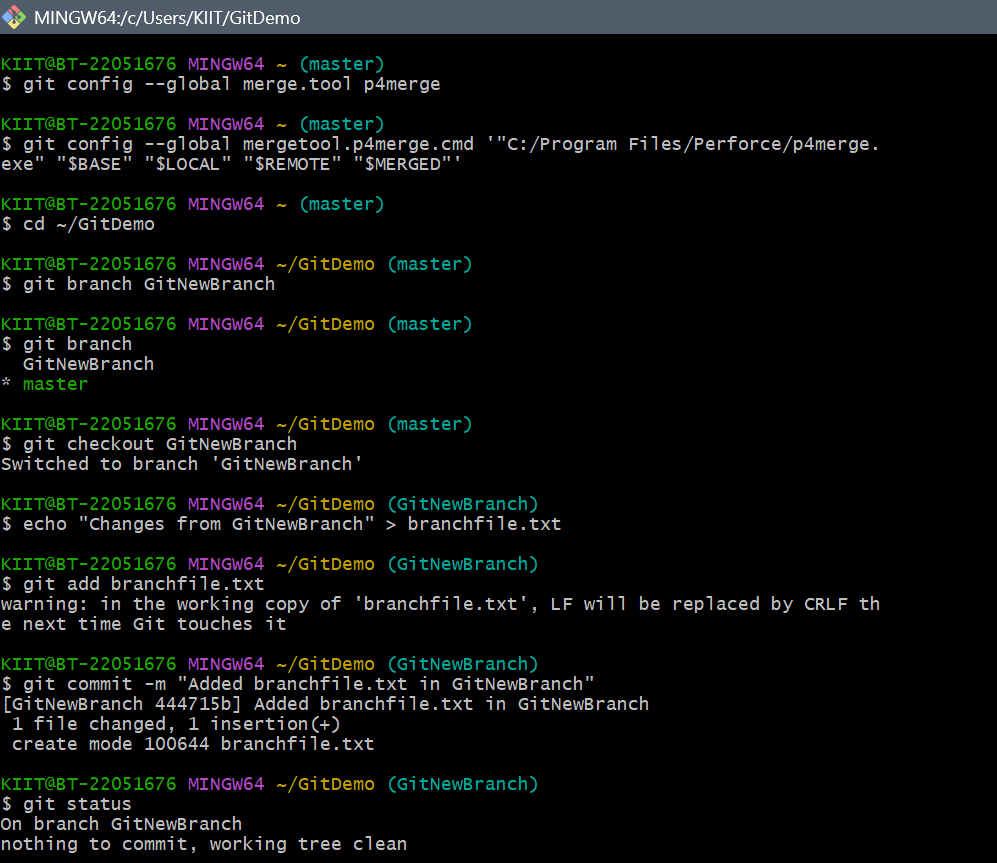 MINGW64:/c/Users/KIIT/GitDemo
KIIT@BT-22051676 MINGW64 ~ (master)
$ git config --global merge.tool p4merge
KIIT@BT-22051676 MINGW64 ~ (master)
$ git config --global mergetool.p4merge.cmd '"C:/Program Files/Perforce/p4merge.
exe" "$BASE" "$LOCAL" "$REMOTE" "$MERGED"'
KIIT@BT-22051676 MINGW64 ~ (master)
$ cd ~/GitDemo
KIIT@BT-22051676 MINGW64 ~/GitDemo (master)
$ git branch GitNewBranch
KIIT@BT-22051676 MINGW64 ~/GitDemo (master)
$ git branch
  GitNewBranch
* master
KIIT@BT-22051676 MINGW64 ~/GitDemo (master)
$ git checkout GitNewBranch
Switched to branch 'GitNewBranch'
KIIT@BT-22051676 MINGW64 ~/GitDemo (GitNewBranch)
$ echo "Changes from GitNewBranch" > branchfile.txt
KIIT@BT-22051676 MINGW64 ~/GitDemo (GitNewBranch)
$ git add branchfile.txt
warning: in the working copy of 'branchfile.txt', LF will be replaced by CRLF th
e next time Git touches it
KIIT@BT-22051676 MINGW64 ~/GitDemo (GitNewBranch)
$ git commit -m "Added branchfile.txt in GitNewBranch"
[GitNewBranch 444715b] Added branchfile.txt in GitNewBranch
 1 file changed, 1 insertion(+)
 create mode 100644 branchfile.txt
KIIT@BT-22051676 MINGW64 ~/GitDemo (GitNewBranch)
$ git status
On branch GitNewBranch
nothing to commit, working tree clean